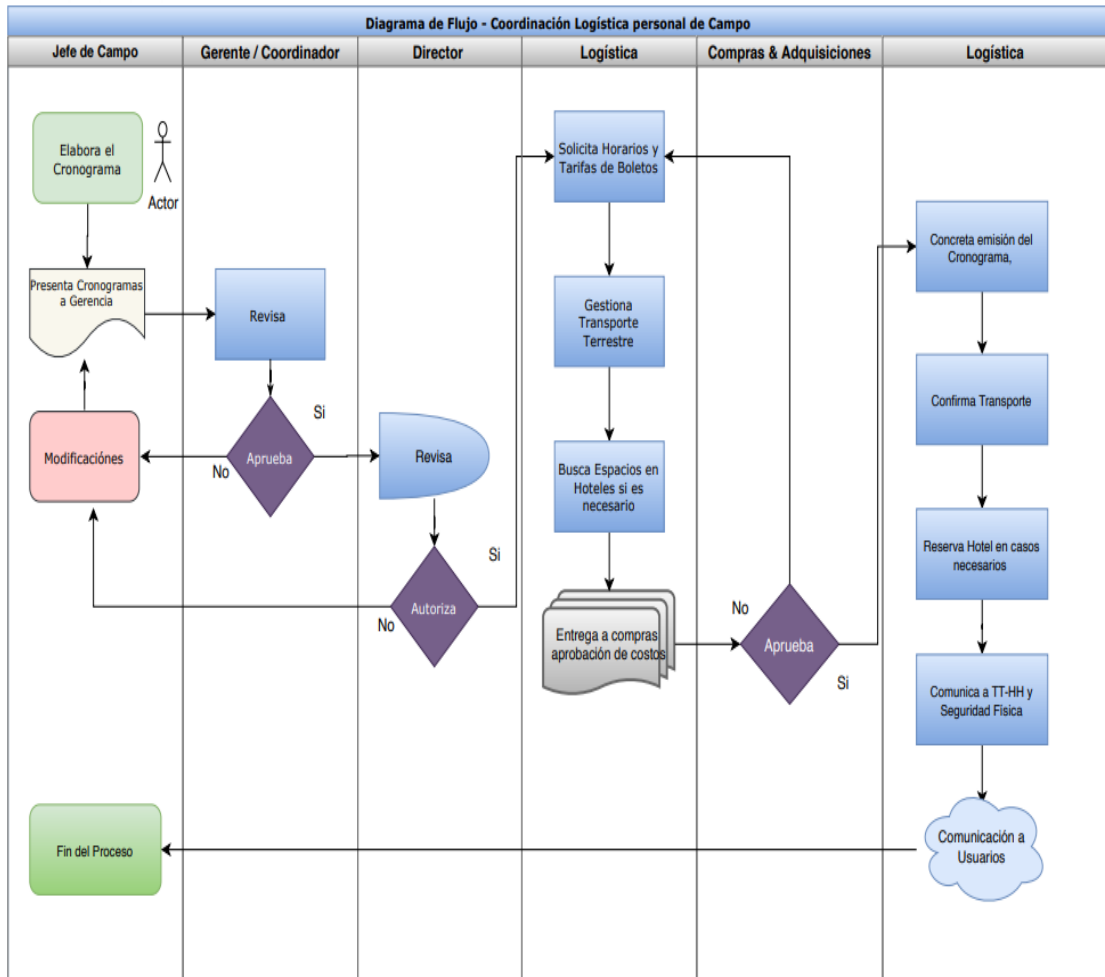 Diagrama de Flujo - Coordinación Logística personal de Campo
Jefe de Campo
Gerente / Coordinador
Director
Logística
Compras & Adquisiciones
Logística
Elabora el
Cronograma
Actor
Presenta Cronogramas
a Gerencia
Modificaciónes
Fin del Proceso
Revisa
Si
Aprueba
No
Revisa
Si
Autoriza
No
Solicita Horarios y
Tarifas de Boletos
Gestiona
Transporte
Terrestre
Busca Espacios en
Hoteles si es
necesario
Entrega a compras
aprobación de costos
No
Aprueba
Si
Concreta emisión del
Cronograma,
Confirma Transporte
Reserva Hotel en casos
necesarios
Comunica a TT-HH y
Seguridad Física
Comunicación a
Usuarios